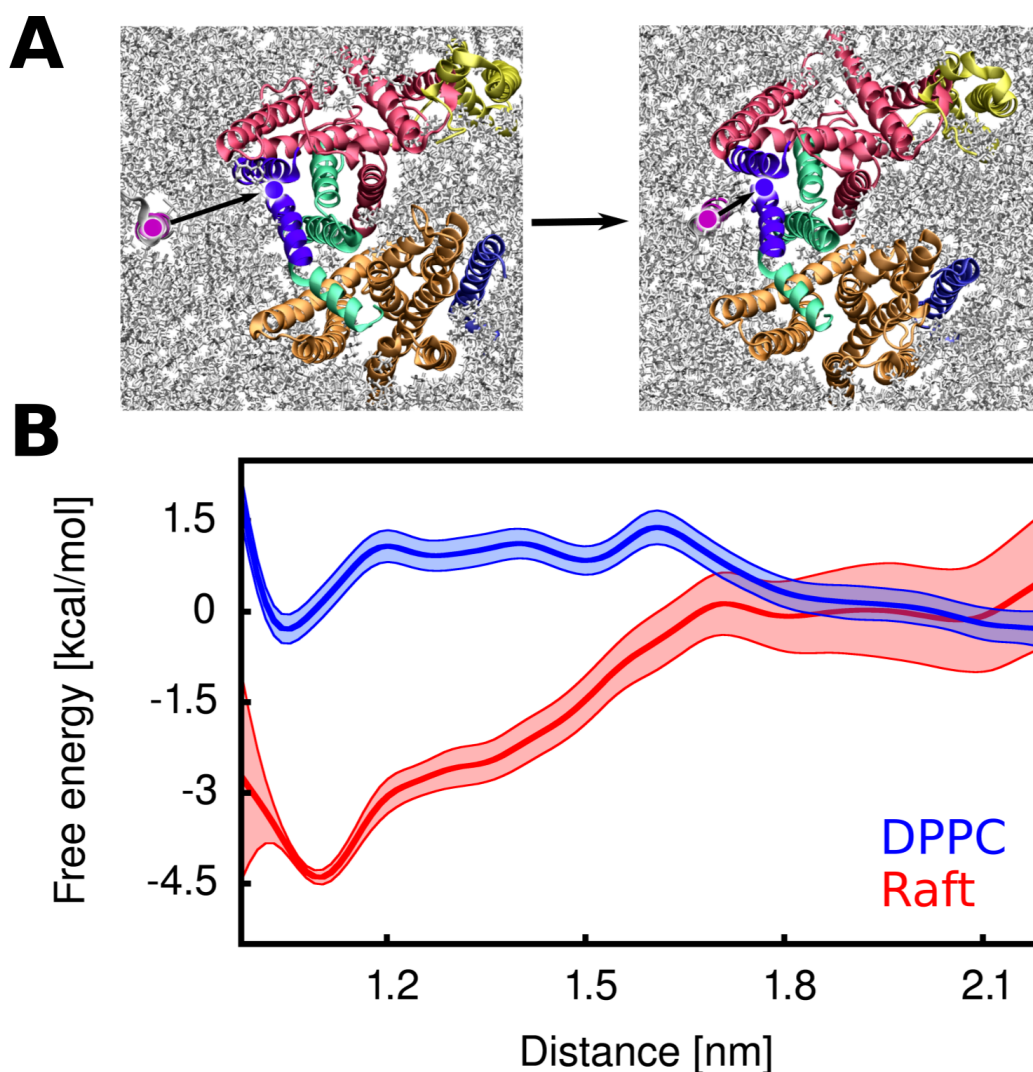 A
B
Free energy [kcal/mol]
1.5
0
-1.5
-3
-4.5
DPPC
Raft
1.2 1.5 1.8 2.1
Distance [nm]